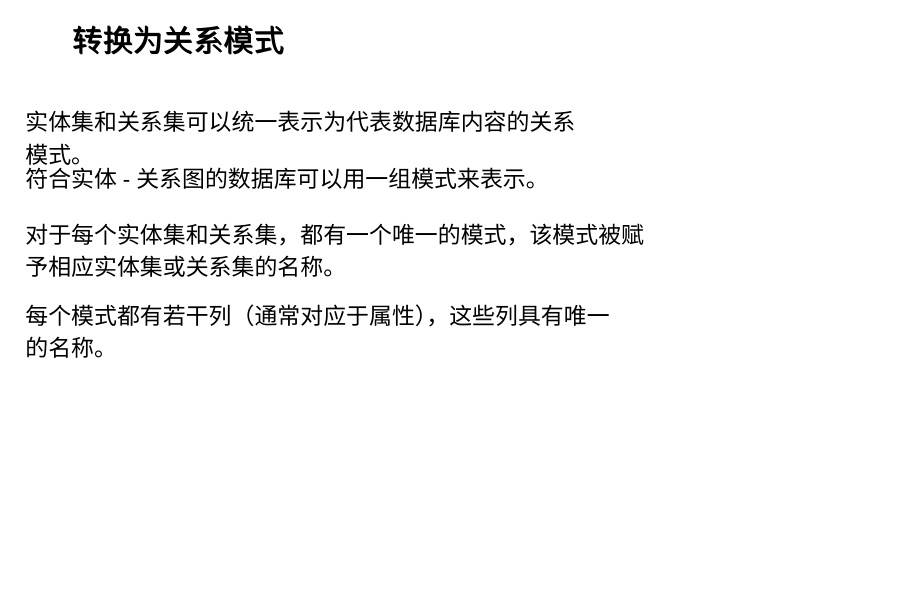 转换为关系模式
实体集和关系集可以统一表示为代表数据库内容的关系
模式。
符合实体 - 关系图的数据库可以用一组模式来表示。
对于每个实体集和关系集，都有一个唯一的模式，该模式被赋
予相应实体集或关系集的名称。
每个模式都有若干列（通常对应于属性），这些列具有唯一
的名称。